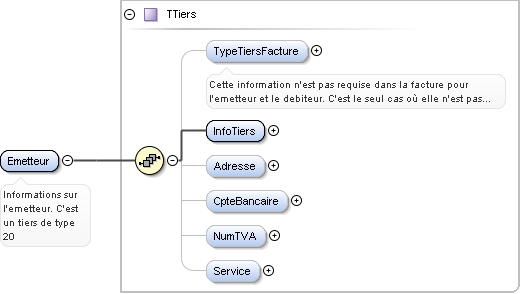 TTiers
TypeTiersFacture
Cette information n'est pas requise dans la facture pour
l'emetteur et le debiteur. C'est le seul cas où elle n'est pas...
InfoTiers
Emetteur
Adresse
Informations sur
l'emetteur. C'est
un tiers de type
20
CpteBancaire
NumTVA
Service